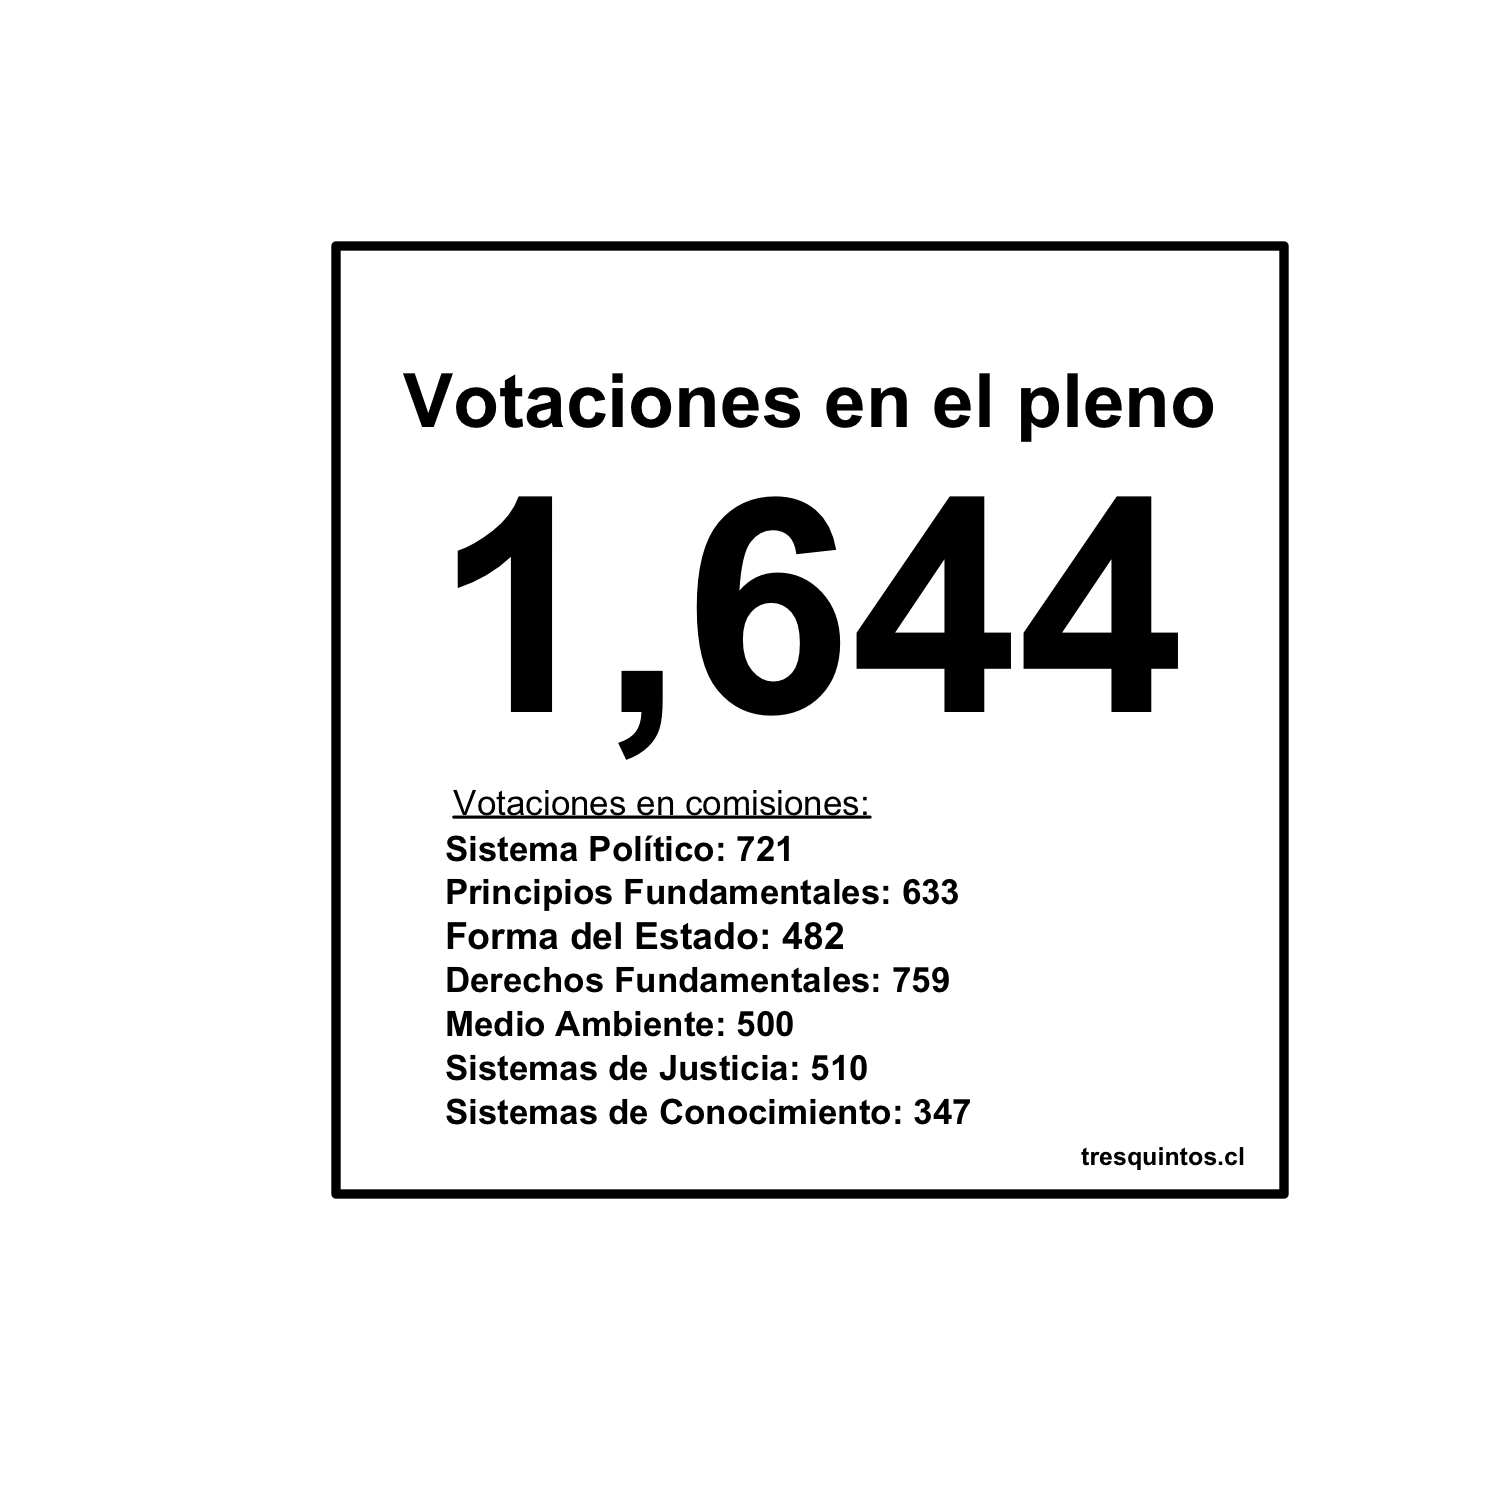 Votaciones en el pleno
1,644
Votaciones en comisiones:
Sistema Político: 721
Principios Fundamentales: 633
Forma del Estado: 482
Derechos Fundamentales: 759
Medio Ambiente: 500
Sistemas de Justicia: 510
Sistemas de Conocimiento: 347
tresquintos.cl